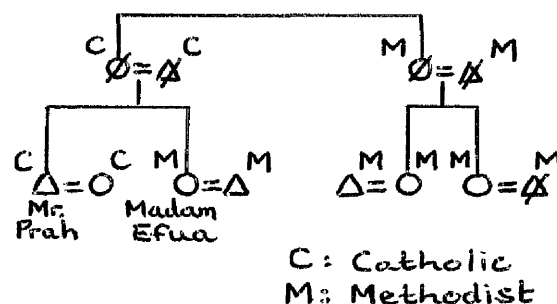 C C M M
C C M M M M M
Mr. Madam
Prah Efua
C: Catholic
M: Methodist